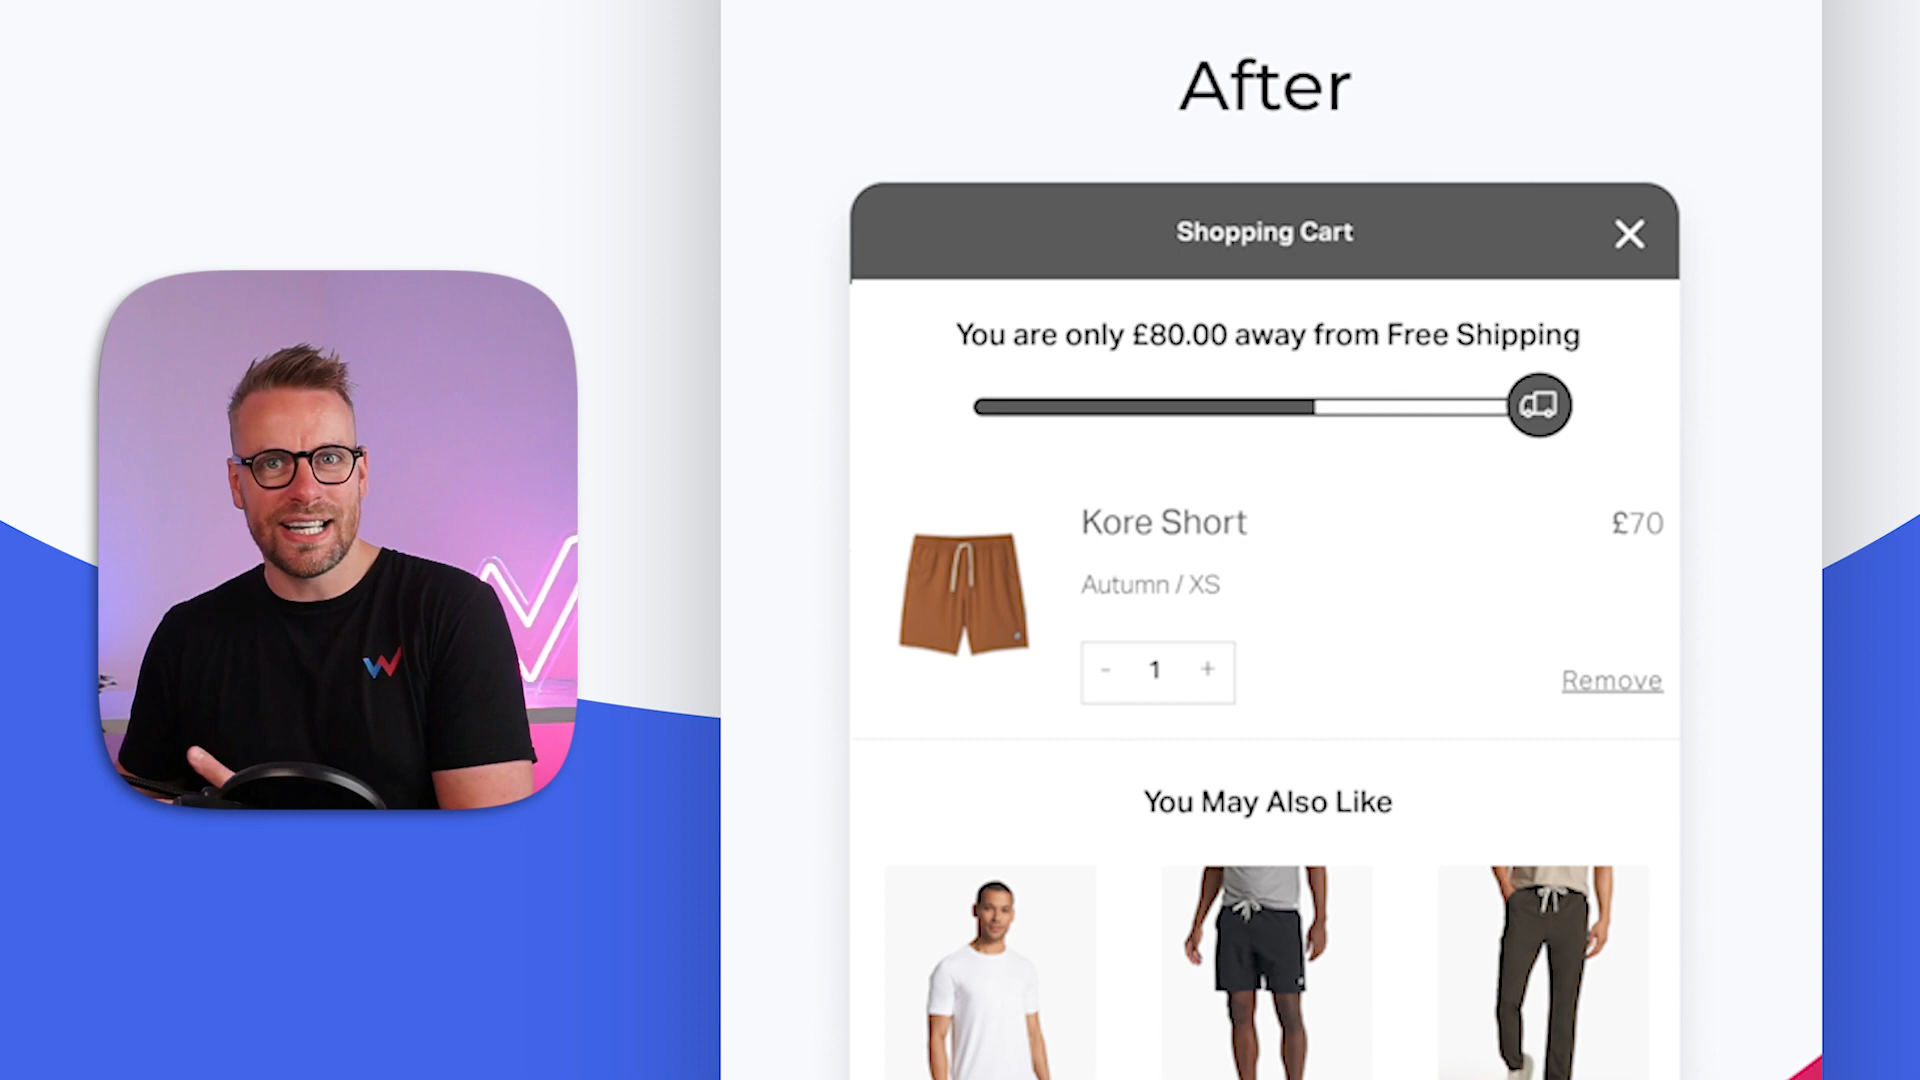 After
Shopping Cart
You are only £80.00 away from Free Shipping
Kore Short
£70
Autumn / XS
- 1 +
Remove
You May Also Like